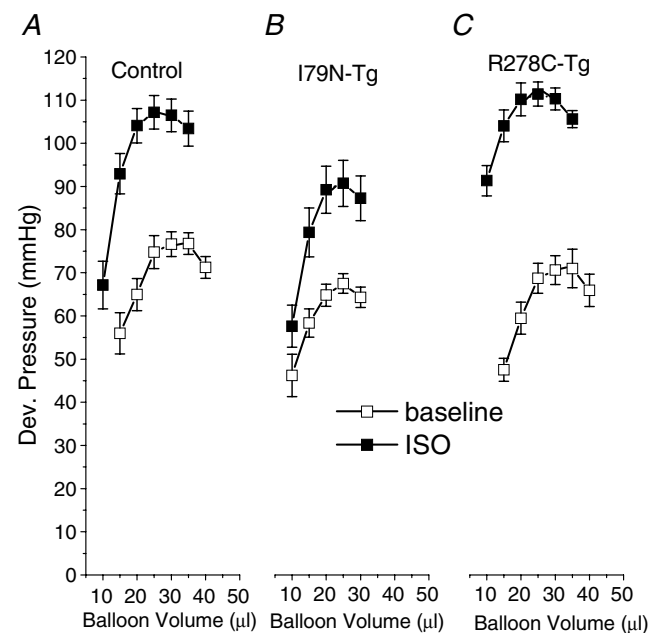 A
B
C
Control
I79N-Tg
R278C-Tg
Dev. Pressure (mmHg)
120
110
100
90
80
70
60
50
40
30
20
10
0
baseline
ISO
10 20 30 40 50
10 20 30 40 50
10 20 30 40 50
Balloon Volume (μl)
Balloon Volume (μl)
Balloon Volume (μl)